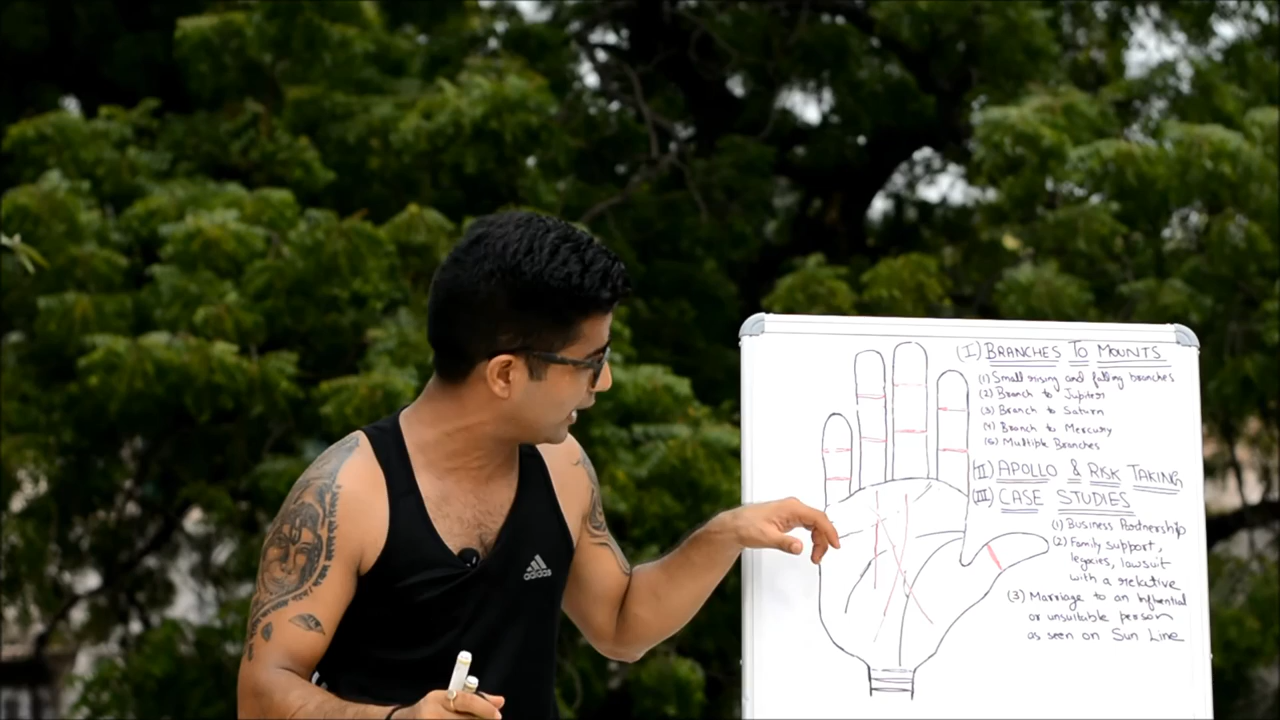 adidas
(I) BRANCHES TO MOUNTS
(1) Small rising and falling branches
(2) Branch to Jupiter
(3) Branch to Saturn
(4) Branch to Mercury
(5) Multiple Branches
(II) APOLLO & RISK TAKING
(III) CASE STUDIES
(1) Business Partnership
(2) Family support,
legacies, lawsuit
with a relative
(3) Marriage to an influential
or unsuitable person
as seen on Sun Line